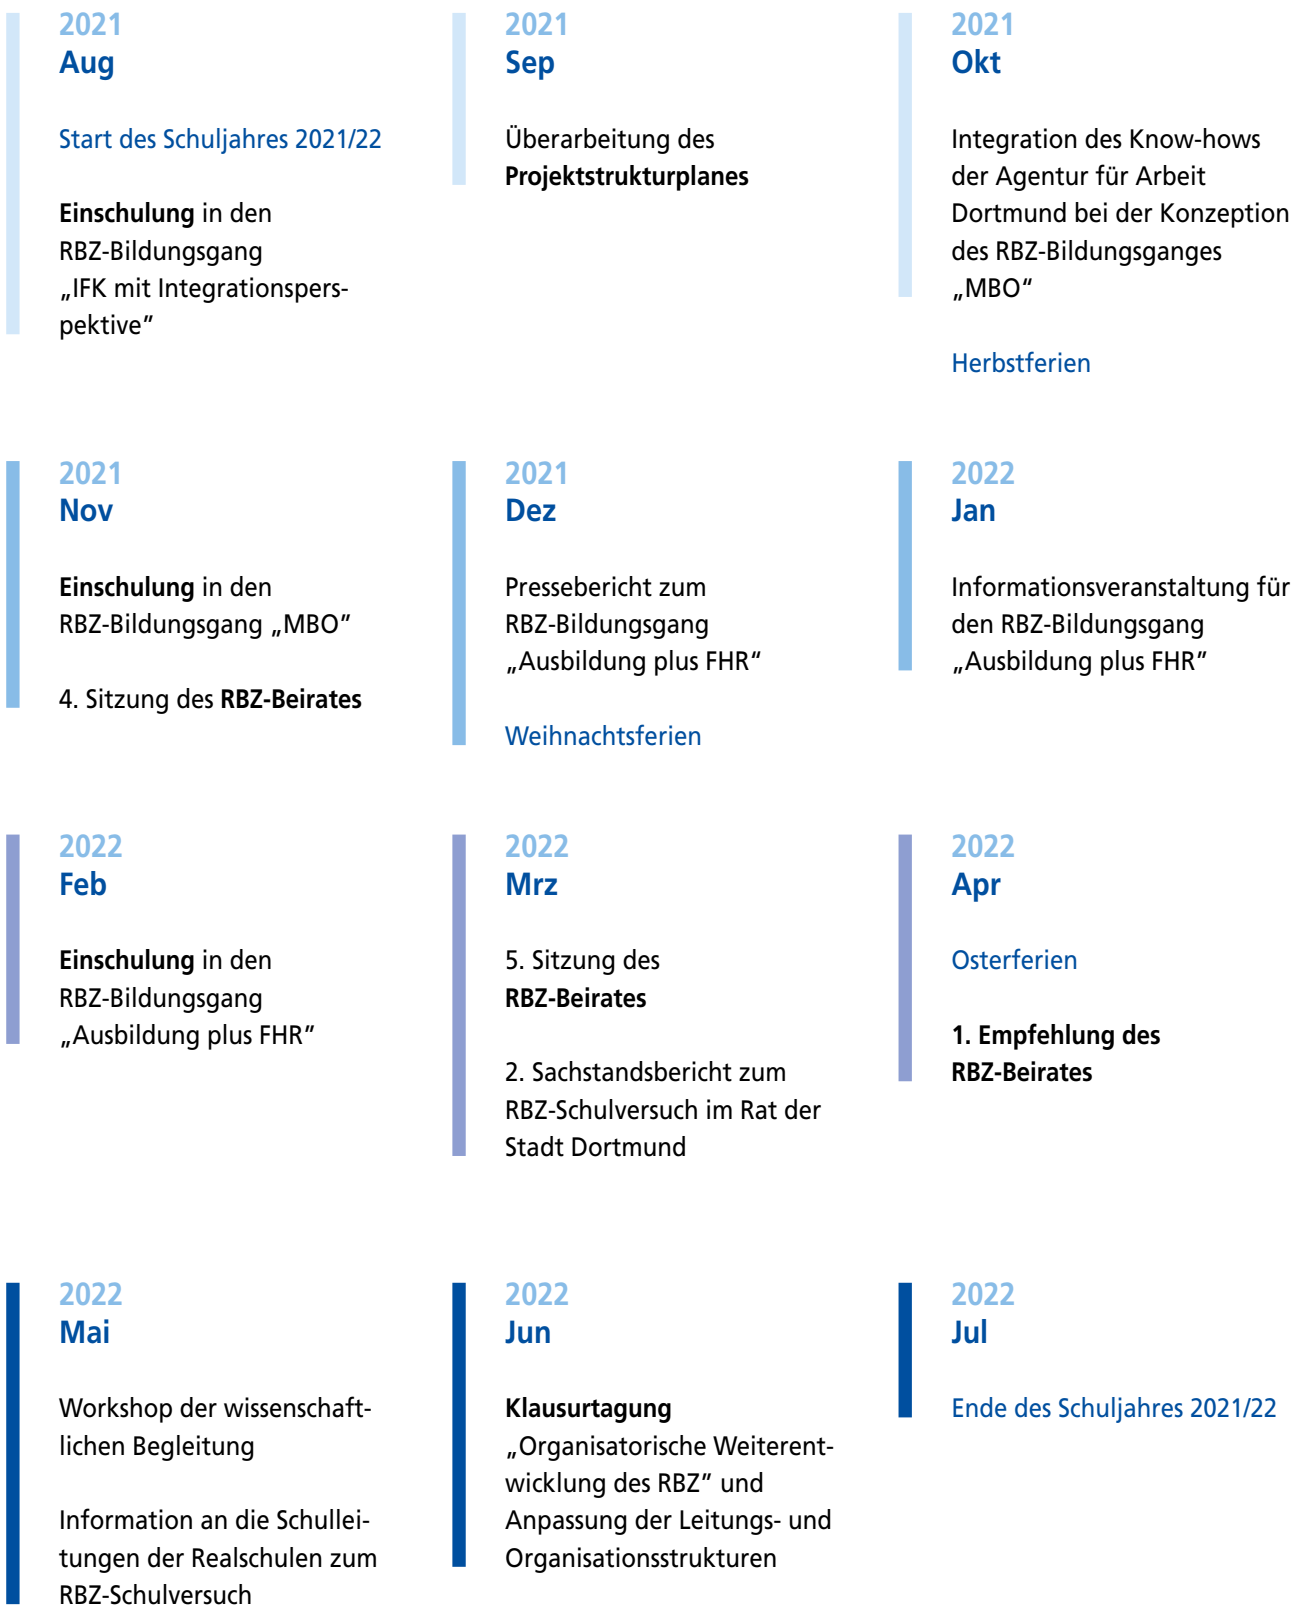 2021
Aug
Start des Schuljahres 2021/22
Einschulung in den
RBZ-Bildungsgang
„IFK mit Integrationspers-
pektive”
2021
Sep
Überarbeitung des
Projektstrukturplanes
2021
Okt
Integration des Know-hows
der Agentur für Arbeit
Dortmund bei der Konzeption
des RBZ-Bildungsganges
„MBO“
Herbstferien
2021
Nov
Einschulung in den
RBZ-Bildungsgang „MBO”
4. Sitzung des RBZ-Beirates
2021
Dez
Pressebericht zum
RBZ-Bildungsgang
„Ausbildung plus FHR“
Weihnachtsferien
2022
Jan
Informationsveranstaltung für
den RBZ-Bildungsgang
„Ausbildung plus FHR”
2022
Feb
Einschulung in den
RBZ-Bildungsgang
„Ausbildung plus FHR”
2022
Mrz
5. Sitzung des
RBZ-Beirates
2. Sachstandsbericht zum
RBZ-Schulversuch im Rat der
Stadt Dortmund
2022
Apr
Osterferien
1. Empfehlung des
RBZ-Beirates
2022
Mai
Workshop der wissenschaft-
lichen Begleitung
Information an die Schullei-
tungen der Realschulen zum
RBZ-Schulversuch
2022
Jun
Klausurtagung
„Organisatorische Weiterent-
wicklung des RBZ” und
Anpassung der Leitungs- und
Organisationsstrukturen
2022
Jul
Ende des Schuljahres 2021/22